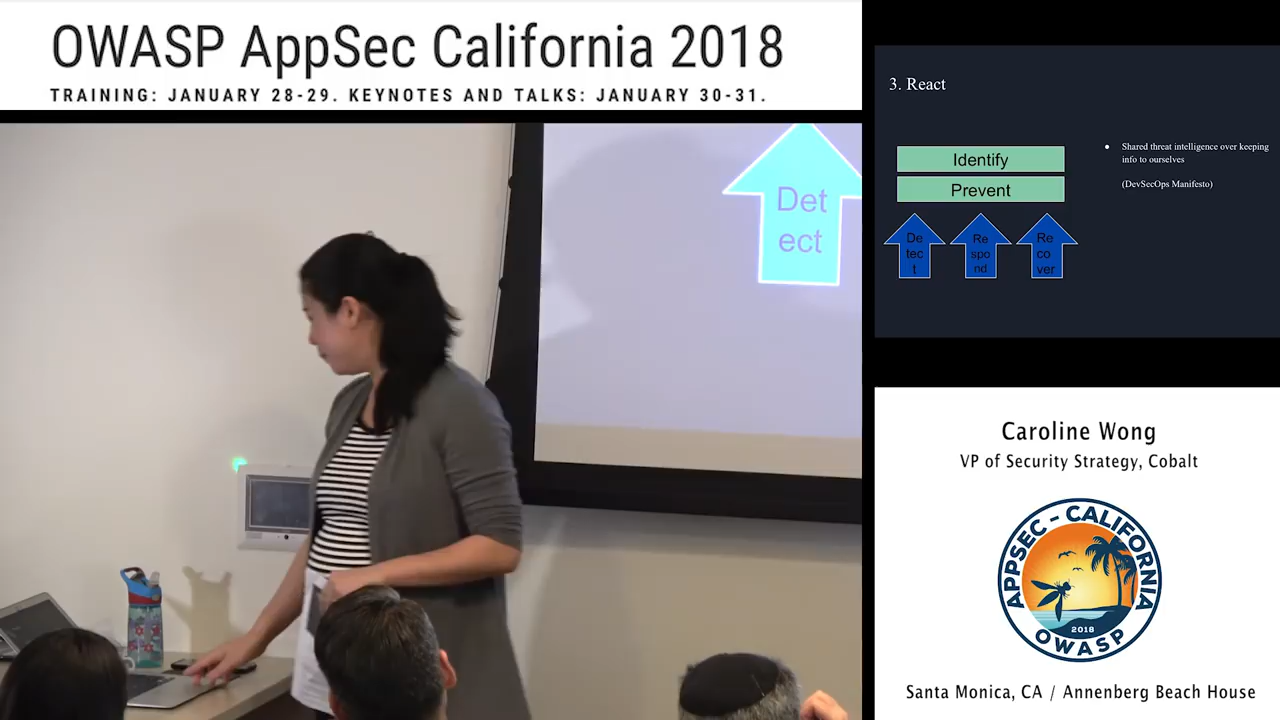 OWASP AppSec California 2018
TRAINING: JANUARY 28-29. KEYNOTES AND TALKS: JANUARY 30-31.
Det
ect
3. React
Identify
Prevent
De
tec
t
Re
spo
nd
Re
co
ver
● Shared threat intelligence over keeping
info to ourselves
(DevSecOps Manifesto)
Caroline Wong
VP of Security Strategy, Cobalt
APPSEC - CALIFORNIA
2018
OWASP
Santa Monica, CA / Annenberg Beach House